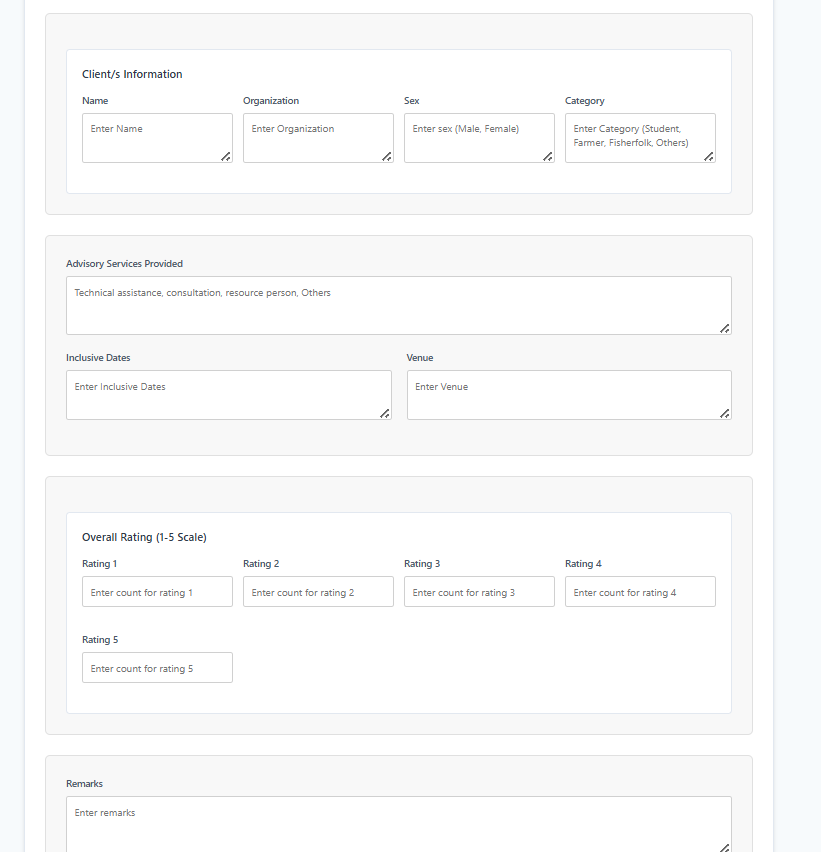 Client/s Information
Name Organization Sex Category
Enter Name Enter Organization Enter sex (Male, Female) Enter Category (Student,
Farmer, Fisherfolk, Others)
Advisory Services Provided
Technical assistance, consultation, resource person, Others
Inclusive Dates Venue
Enter Inclusive Dates Enter Venue
Overall Rating (1-5 Scale)
Rating 1 Rating 2 Rating 3 Rating 4
Enter count for rating 1 Enter count for rating 2 Enter count for rating 3 Enter count for rating 4
Rating 5
Enter count for rating 5
Remarks
Enter remarks